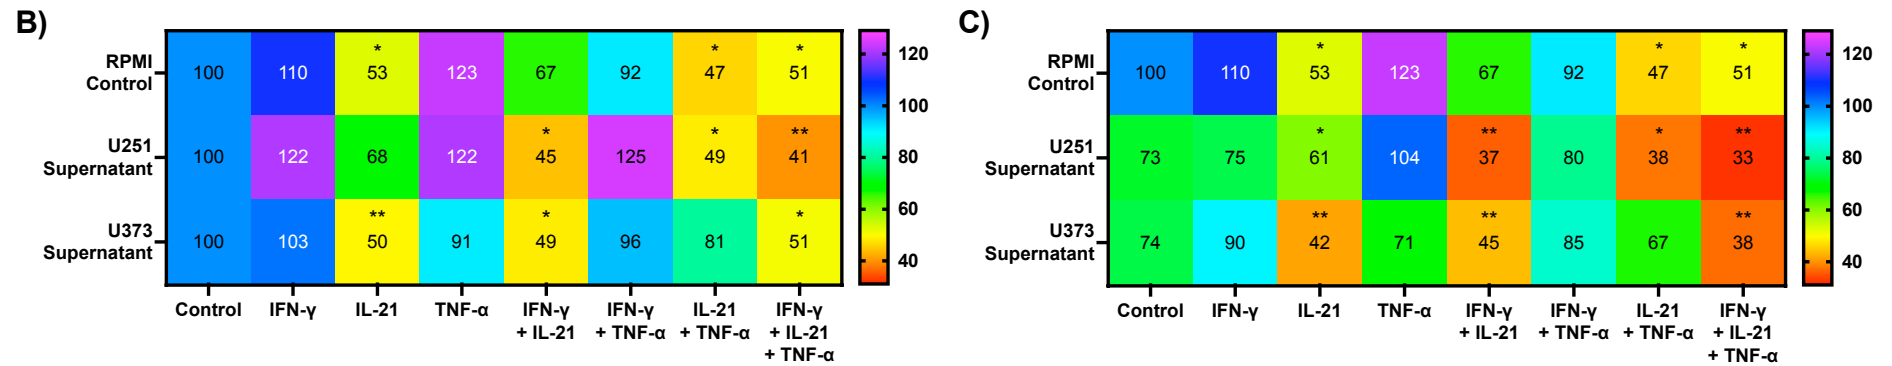 B)
RPMI
Control
100 110 * 53 123 67 92 * 47 * 51
U251
Supernatant
100 122 68 122 * 45 125 * 49 ** 41
U373
Supernatant
100 103 ** 50 91 * 49 96 81 * 51
Control IFN-γ IL-21 TNF-α IFN-γ IFN-γ IL-21 IFN-γ
+ IL-21 + TNF-α + TNF-α + IL-21
+ TNF-α
120
100
80
60
40
C)
RPMI
Control
100 110 * 53 123 67 92 * 47 * 51
U251
Supernatant
73 75 * 61 104 ** 37 80 * 38 ** 33
U373
Supernatant
74 90 ** 42 71 ** 45 85 67 ** 38
Control IFN-γ IL-21 TNF-α IFN-γ IFN-γ IL-21 IFN-γ
+ IL-21 + TNF-α + TNF-α + IL-21
+ TNF-α
120
100
80
60
40